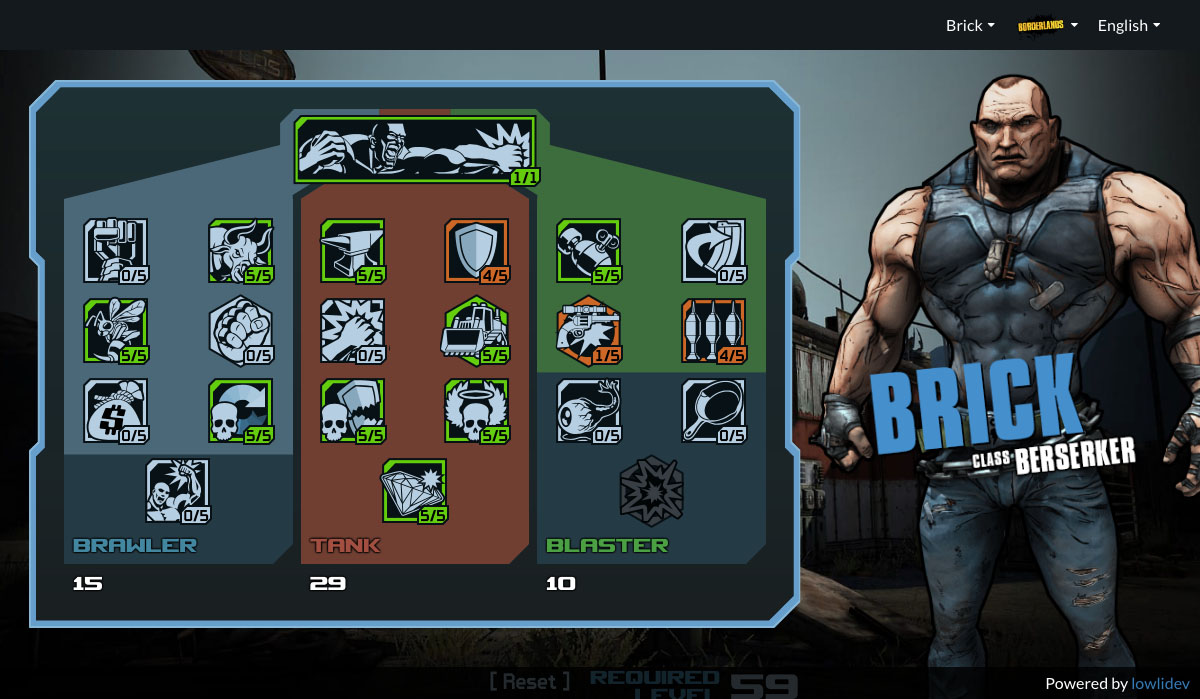 Brick
BORDERLANDS
English
1/1
0/5
5/5
5/5
4/5
5/5
0/5
5/5
0/5
0/5
5/5
1/5
4/5
0/5
5/5
5/5
5/5
0/5
0/5
0/5
5/5
BRAWLER
TANK
BLASTER
15
29
10
BRICK
CLASS·BERSERKER
[ Reset ]
REQUIRED
LEVEL
59
Powered by lowlidev